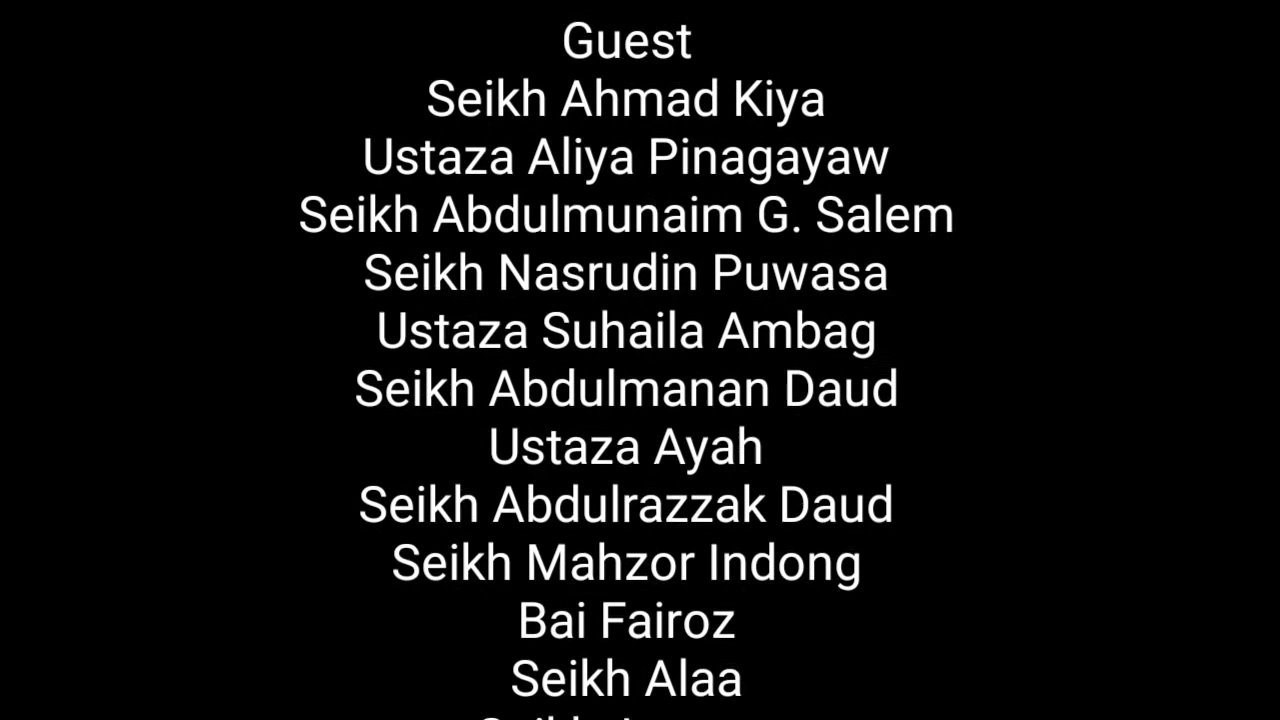 Guest
Seikh Ahmad Kiya
Ustaza Aliya Pinagayaw
Seikh Abdulmunaim G. Salem
Seikh Nasrudin Puwasa
Ustaza Suhaila Ambag
Seikh Abdulmanan Daud
Ustaza Ayah
Seikh Abdulrazzak Daud
Seikh Mahzor Indong
Bai Fairoz
Seikh Alaa